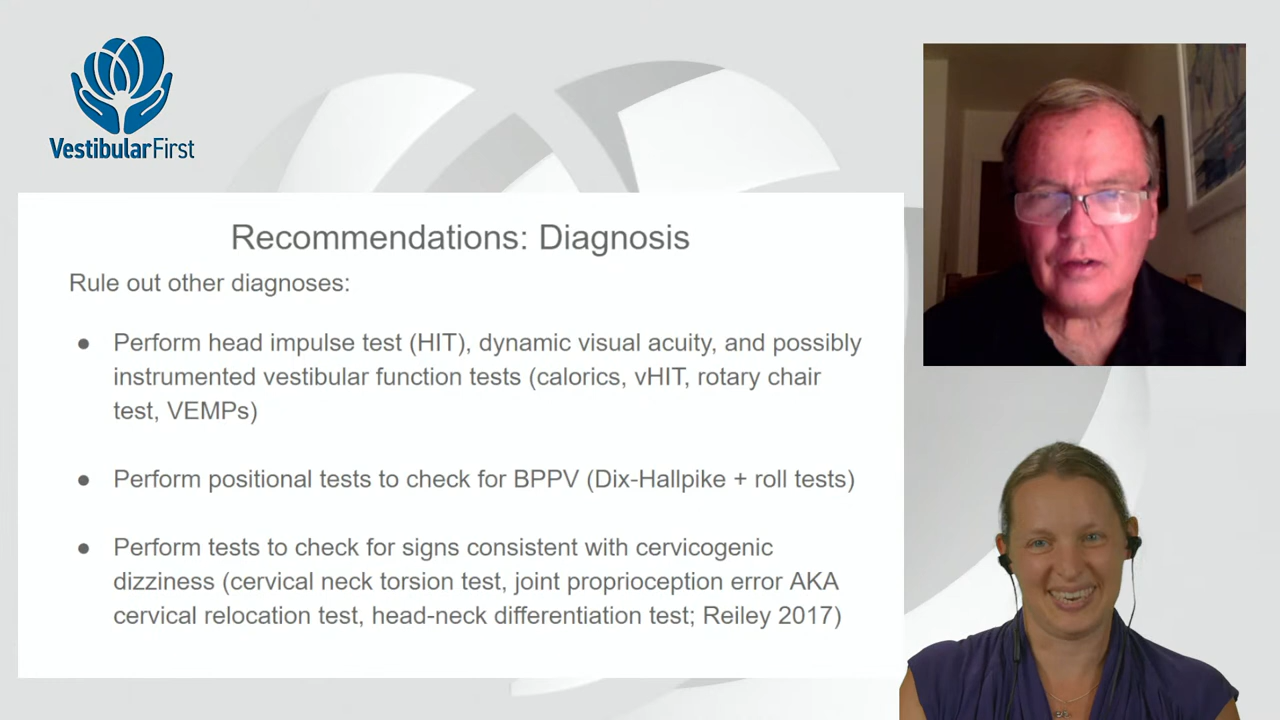 VestibularFirst
Recommendations: Diagnosis
Rule out other diagnoses:
● Perform head impulse test (HIT), dynamic visual acuity, and possibly
instrumented vestibular function tests (calorics, vHIT, rotary chair
test, VEMPs)
● Perform positional tests to check for BPPV (Dix-Hallpike + roll tests)
● Perform tests to check for signs consistent with cervicogenic
dizziness (cervical neck torsion test, joint proprioception error AKA
cervical relocation test, head-neck differentiation test; Reiley 2017)